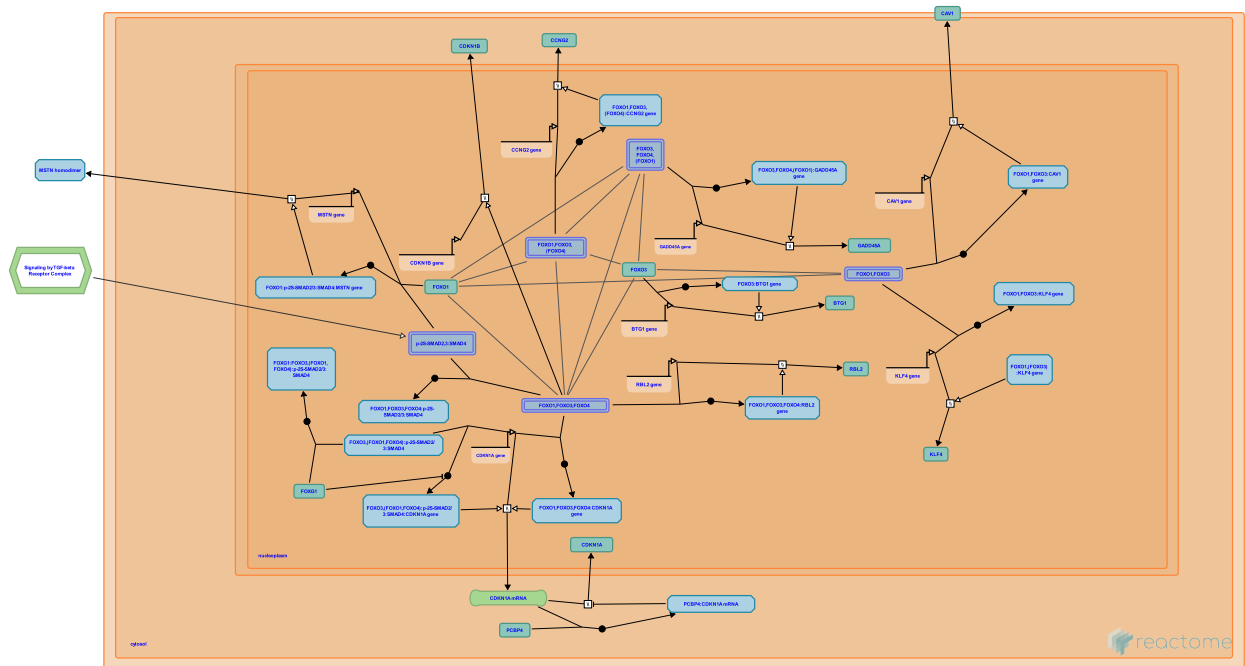 CAV1
CCNG2
CDKN1B
FOXO1,FOXO3,
(FOXO4):CCNG2 gene
CCNG2 gene
FOXO3,
FOXO4,
(FOXO1)
MSTN homodimer
FOXO3,FOXO4,(FOXO1):GADD45A
gene
FOXO1,FOXO3:CAV1
gene
CAV1 gene
MSTN gene
GADD45A gene
GADD45A
FOXO1,FOXO3,
(FOXO4)
CDKN1B gene
Signaling by TGF-beta
Receptor Complex
FOXO3
FOXO1,FOXO3
FOXO1:p-2S-SMAD2/3:SMAD4:MSTN gene
FOXO1
FOXO3:BTG1 gene
FOXO1,FOXO3:KLF4 gene
BTG1
BTG1 gene
p-2S-SMAD2,3:SMAD4
FOXO1:FOXO3,(FOXO1,
FOXO4):p-2S-SMAD2/3:
SMAD4
RBL2 gene
RBL2
KLF4 gene
FOXO1,(FOXO3)
:KLF4 gene
FOXO1,FOXO3,FOXO4:p-2S-
SMAD2/3:SMAD4
FOXO1,FOXO3,FOXO4
FOXO1,FOXO3,FOXO4:RBL2
gene
FOXO3,(FOXO1,FOXO4):p-2S-SMAD2/
3:SMAD4
CDKN1A gene
KLF4
FOXG1
FOXO3,(FOXO1,FOXO4):p-2S-SMAD2/
3:SMAD4:CDKN1A gene
FOXO1,FOXO3,FOXO4:CDKN1A
gene
CDKN1A
nucleoplasm
CDKN1A mRNA
PCBP4:CDKN1A mRNA
PCBP4
cytosol
reactome